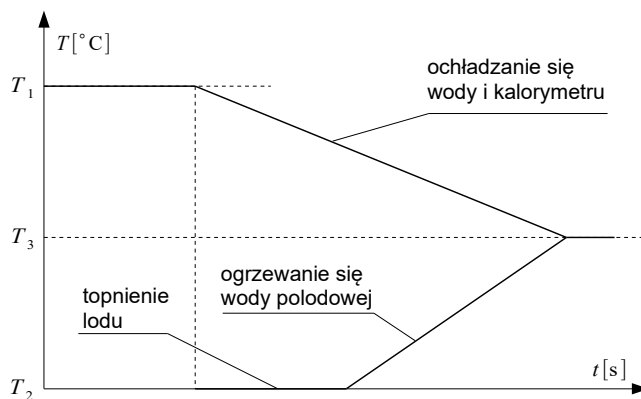 T [°C]
T₁
ochładzanie się
wody i kalorymetru
T₃
ogrzewanie się
wody polodowej
topnienie
lodu
t [s]
T₂